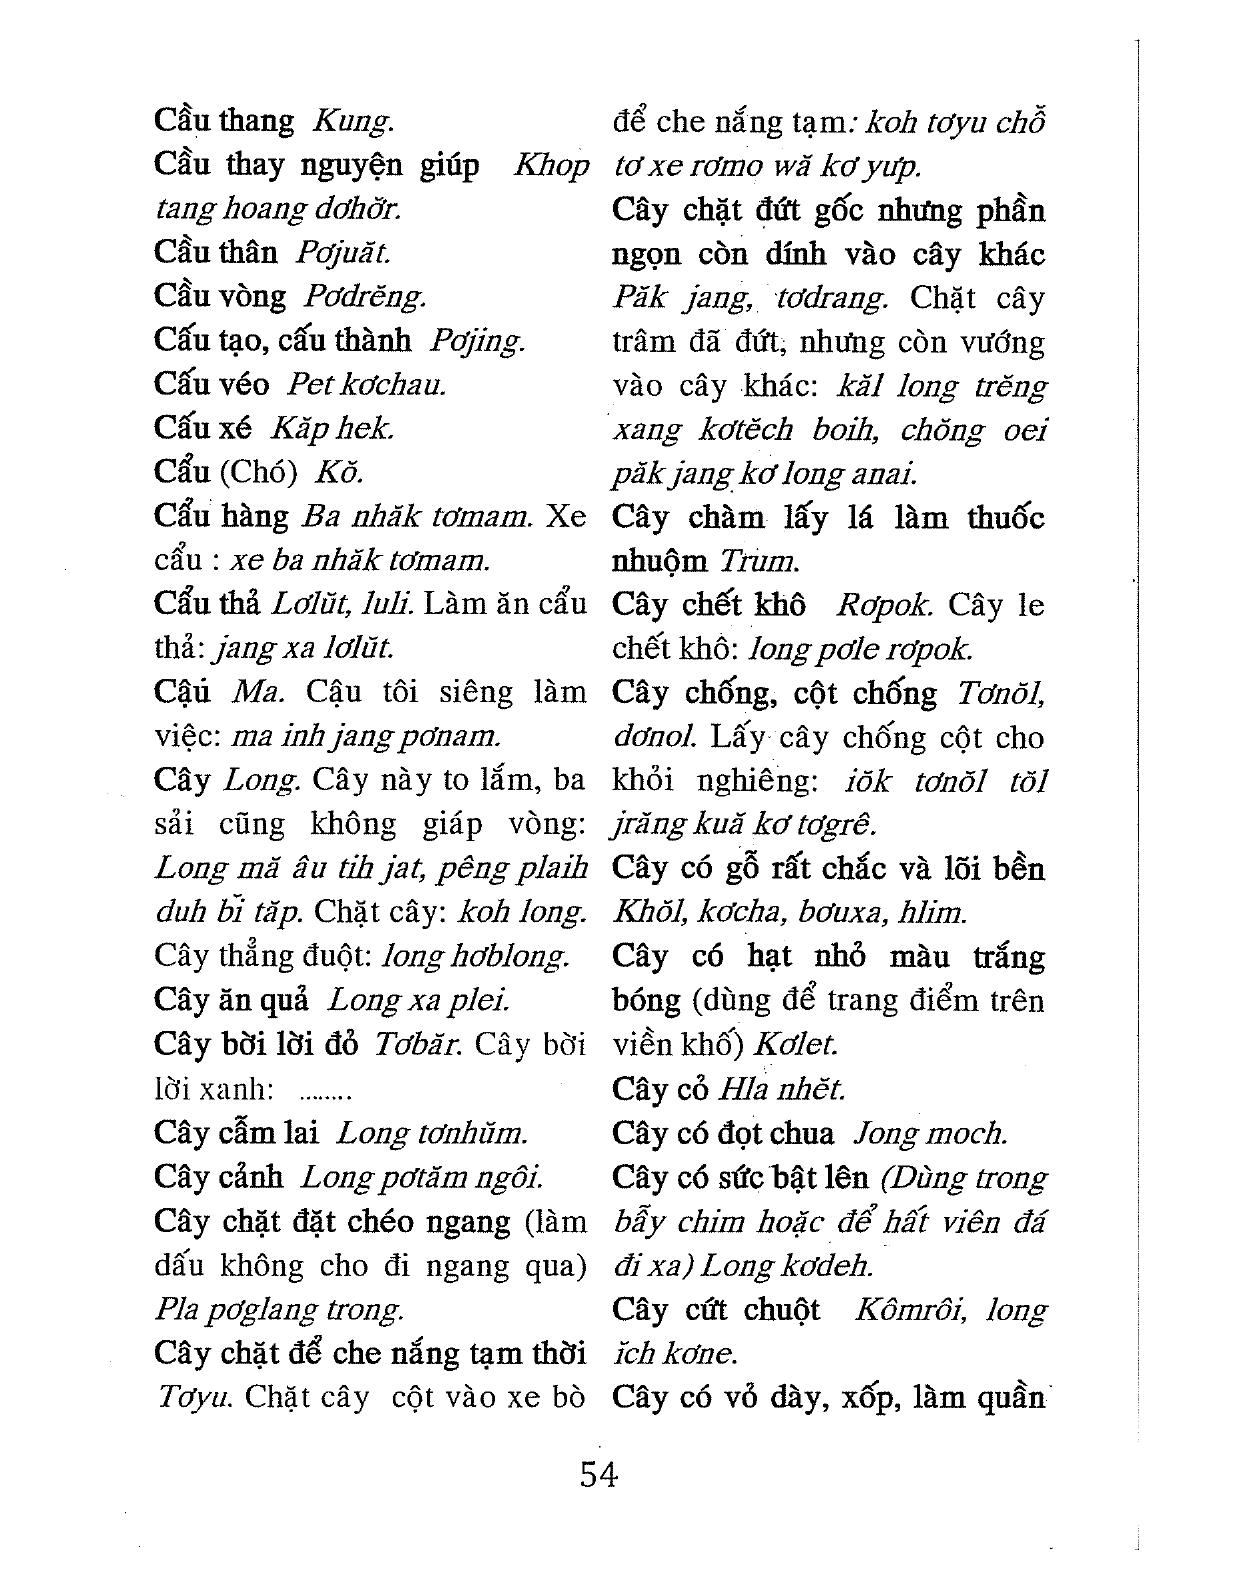 Cầu thang Kung.
Cầu thay nguyện giúp Khop
tang hoang dơhơ̆r.
Cầu thân Pơjuăt.
Cầu vòng Pơdrĕng.
Cấu tạo, cấu thành Pơjing.
Cấu véo Pet kơchau.
Cấu xé Kăp hek.
Cẩu (Chó) Kŏ.
Cẩu hàng Ba nhăk tơmam. Xe
cẩu : xe ba nhăk tơmam.
Cẩu thả Lơlŭt, luli. Làm ăn cẩu
thả: jang xa lơlŭt.
Cậu Ma. Cậu tôi siêng làm
việc: ma inh jang pơnam.
Cây Long. Cây này to lắm, ba
sải cũng không giáp vòng:
Long mă âu tih jat, pêng plaih
duh bĭ tăp. Chặt cây: koh long.
Cây thẳng đuột: long hơblong.
Cây ăn quả Long xa plei.
Cây bời lời đỏ Tơbăr. Cây bời
lời xanh: ........
Cây cẫm lai Long tơnhŭm.
Cây cảnh Long pơtăm ngôi.
Cây chặt đặt chéo ngang (làm
dấu không cho đi ngang qua)
Pla pơglang trong.
Cây chặt để che nắng tạm thời
Tơyu. Chặt cây cột vào xe bò
để che nắng tạm: koh tơyu chỗ
tơ xe rơmo wă kơ yưp.
Cây chặt đứt gốc nhưng phần
ngọn còn dính vào cây khác
Păk jang, tơdrang. Chặt cây
trâm đã đứt, nhưng còn vướng
vào cây khác: kăl long trĕng
xang kơtĕch boih, chŏng oei
păk jang kơ long anai.
Cây chàm lấy lá làm thuốc
nhuộm Trum.
Cây chết khô Rơpok. Cây le
chết khô: long pơle rơpok.
Cây chống, cột chống Tơnŏl,
dơnol. Lấy cây chống cột cho
khỏi nghiêng: iŏk tơnŏl tŏl
jrăng kuă kơ tơgrê.
Cây có gỗ rất chắc và lõi bền
Khŏl, kơcha, bơuxa, hlim.
Cây có hạt nhỏ màu trắng
bóng (dùng để trang điểm trên
viền khố) Kơlet.
Cây cỏ Hla nhĕt.
Cây có đọt chua Jong moch.
Cây có sức bật lên (Dùng trong
bẫy chim hoặc để hất viên đá
đi xa) Long kơdeh.
Cây cứt chuột Kômrôi, long
ĭch kơne.
Cây có vỏ dày, xốp, làm quần
54